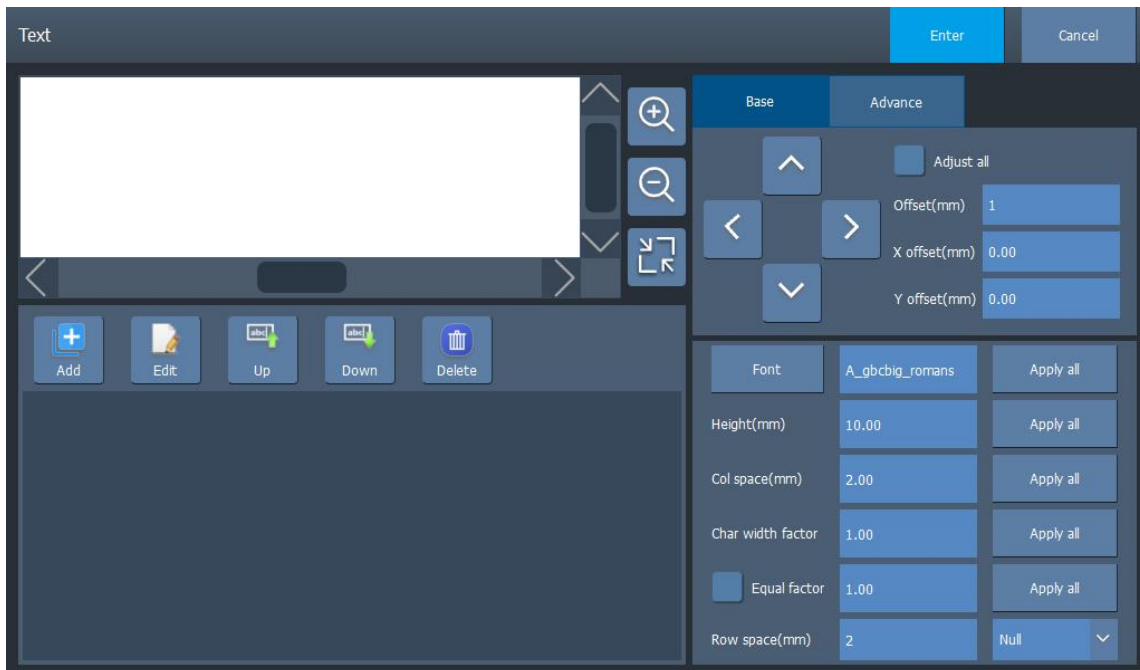 Text
Enter
Cancel
Base
Advance
Adjust all
Offset(mm) 1
X offset(mm) 0.00
Y offset(mm) 0.00
abc
abc
Add
Edit
Up
Down
Delete
Font A_gbcbig_romans Apply all
Height(mm) 10.00 Apply all
Col space(mm) 2.00 Apply all
Char width factor 1.00 Apply all
Equal factor 1.00 Apply all
Row space(mm) 2 Null